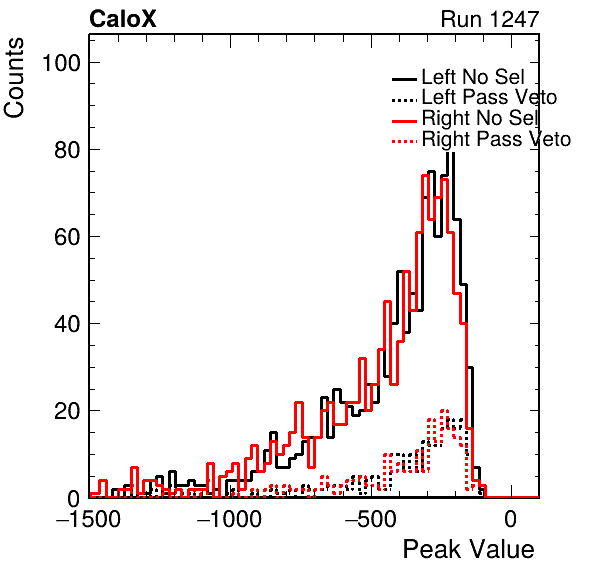 CaloX Run 1247
Counts
100
80
60
40
20
0
Left No Sel
Left Pass Veto
Right No Sel
Right Pass Veto
−1500 −1000 −500 0
Peak Value